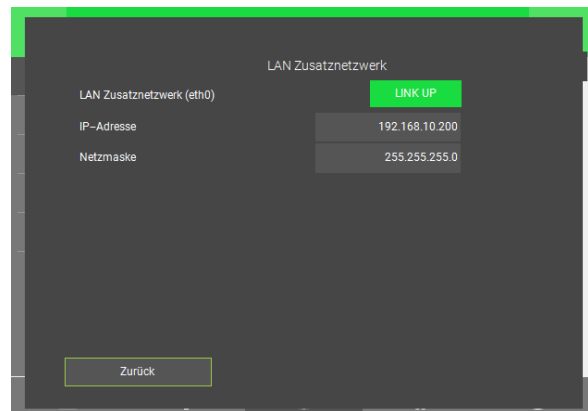 LAN Zusatznetzwerk
LAN Zusatznetzwerk (eth0) LINK UP
IP-Adresse 192.168.10.200
Netzmaske 255.255.255.0
Zurück